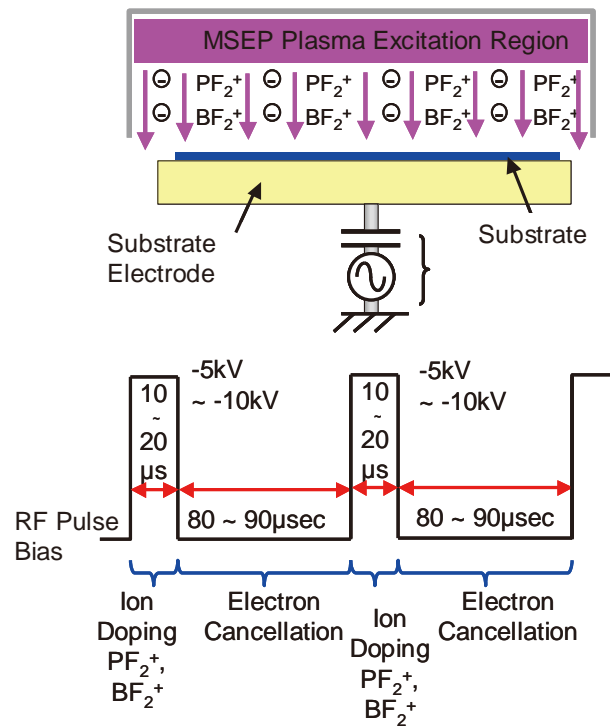 MSEP Plasma Excitation Region
⊖ PF₂⁺ ⊖ PF₂⁺ ⊖ PF₂⁺ ⊖ PF₂⁺
⊖ BF₂⁺ ⊖ BF₂⁺ ⊖ BF₂⁺ ⊖ BF₂⁺
Substrate
Electrode
Substrate
-5kV
~ -10kV
10
~
20
µs
-5kV
~ -10kV
10
~
20
µs
RF Pulse
Bias
80 ~ 90µsec
80 ~ 90µsec
Ion
Doping
PF₂⁺,
BF₂⁺
Electron
Cancellation
Ion
Doping
PF₂⁺,
BF₂⁺
Electron
Cancellation